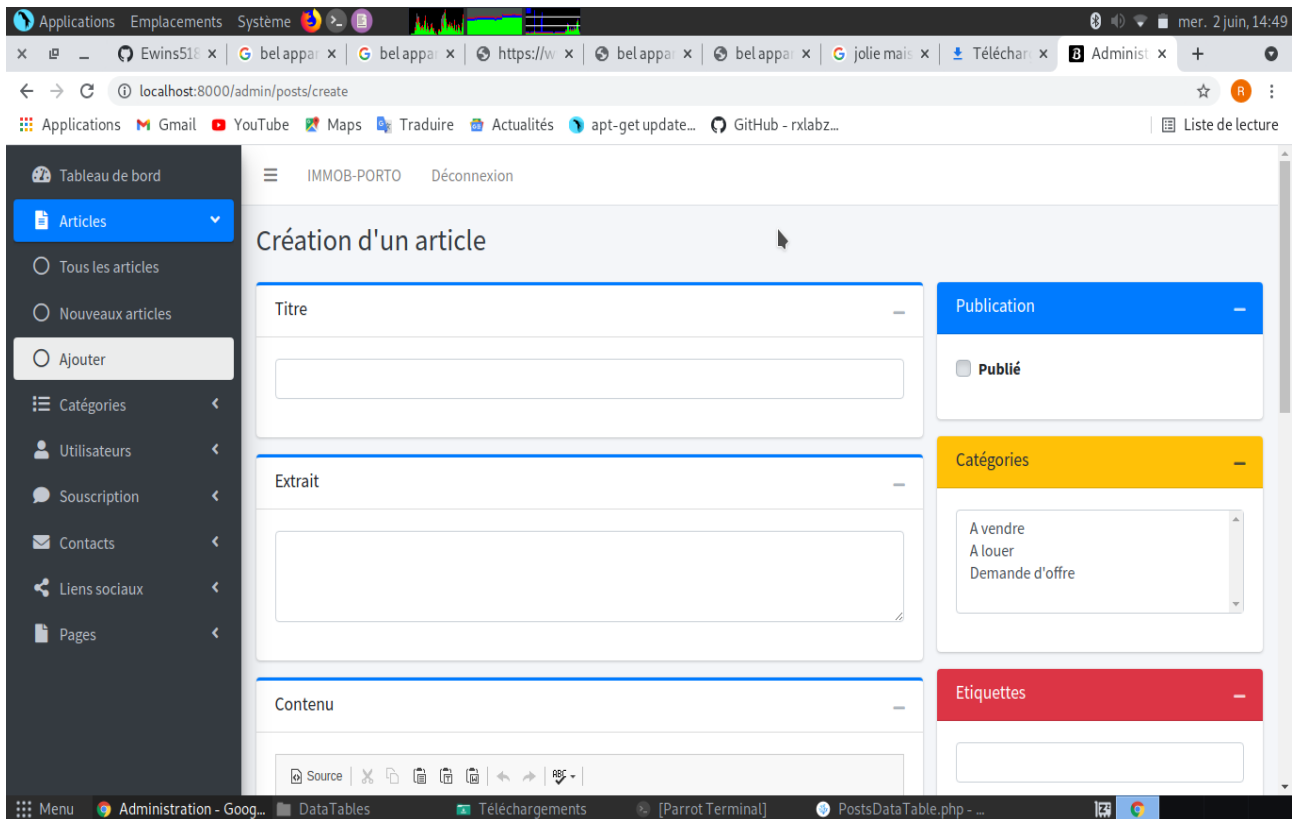 Applications Emplacements Système mer. 2 juin, 14:49
Ewins518 bel appar bel appar https://w bel appar bel appar jolie mais Téléchar Administ
localhost:8000/admin/posts/create R
Applications Gmail YouTube Maps Traduire Actualités apt-get update... GitHub - rxlabz... Liste de lecture
Tableau de bord
IMMOB-PORTO Déconnexion
Articles
Tous les articles
Nouveaux articles
Ajouter
Catégories
Utilisateurs
Souscription
Contacts
Liens sociaux
Pages
Création d'un article
Titre
Extrait
Contenu
Source ABC
Publication
Publié
Catégories
A vendre
A louer
Demande d'offre
Etiquettes
Menu Administration - Goog... DataTables Téléchargements [Parrot Terminal] PostsDataTable.php - ...